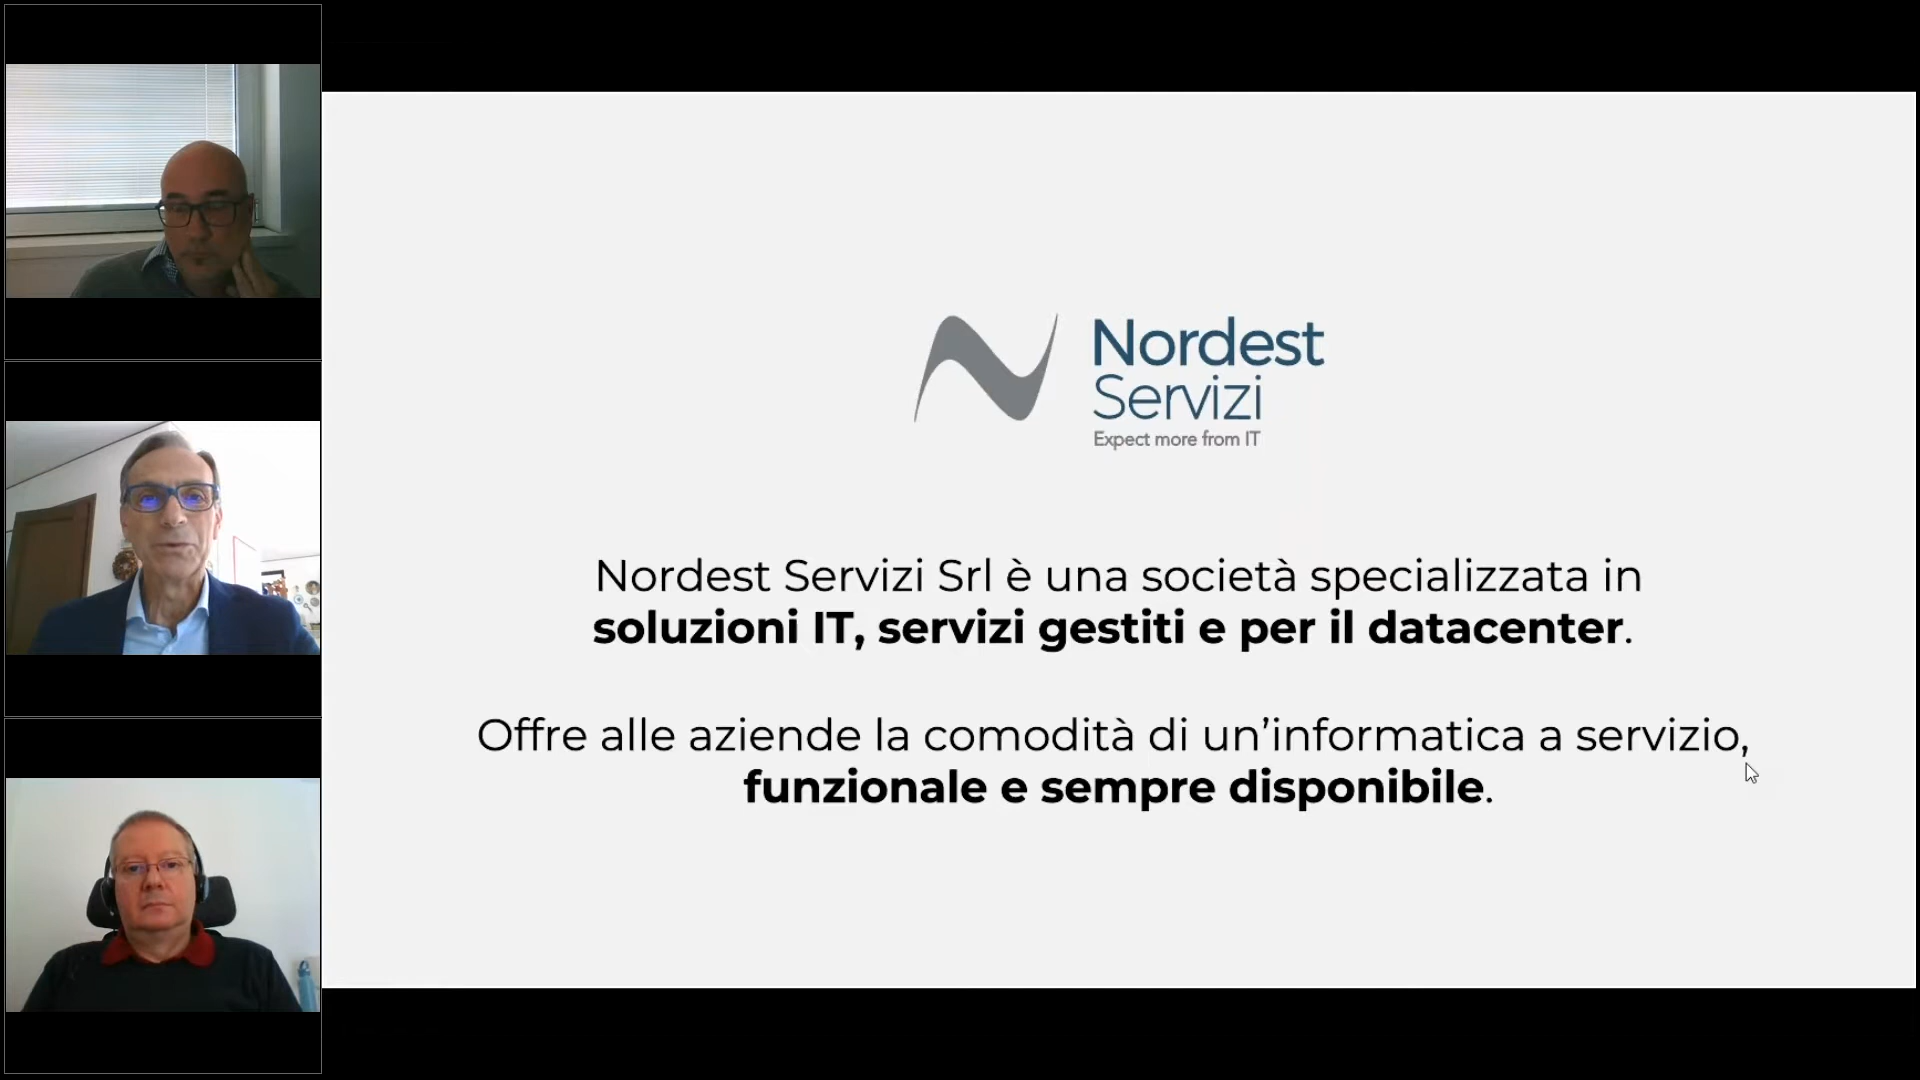 Nordest
Servizi
Expect more from IT
Nordest Servizi Srl è una società specializzata in
soluzioni IT, servizi gestiti e per il datacenter.
Offre alle aziende la comodità di un’informatica a servizio,
funzionale e sempre disponibile.